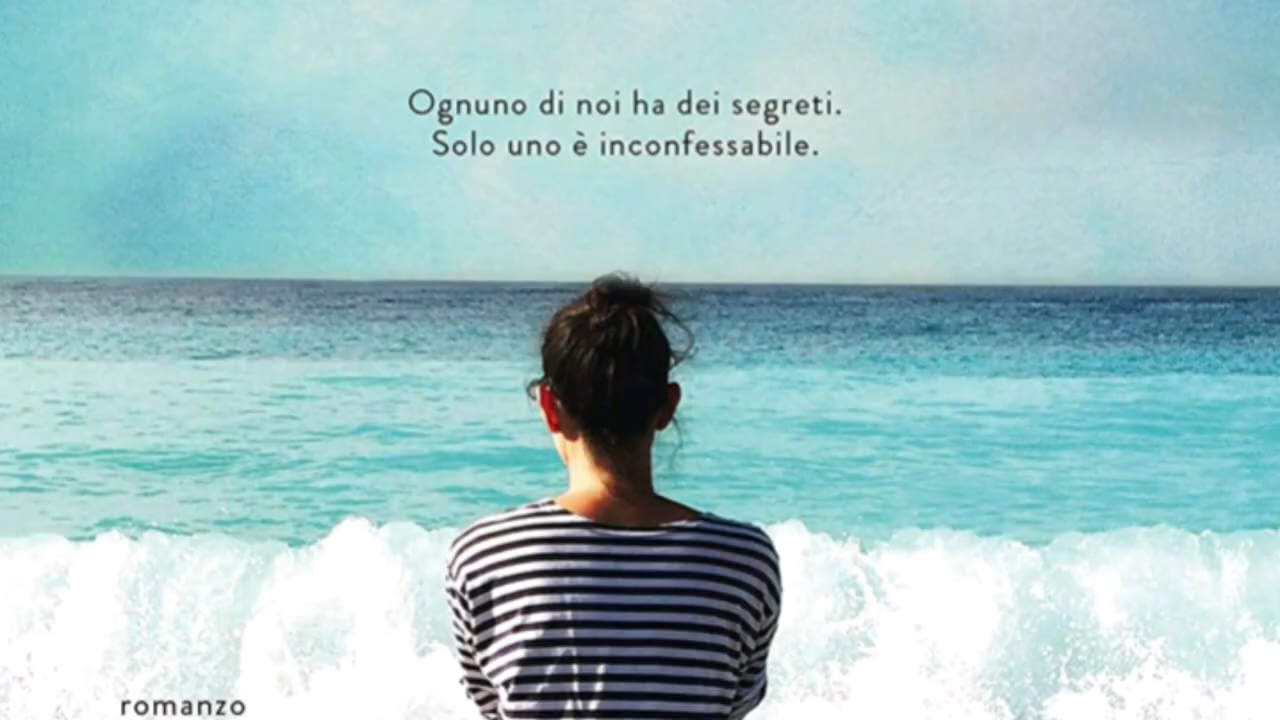 Ognuno di noi ha dei segreti.
Solo uno è inconfessabile.
romanzo